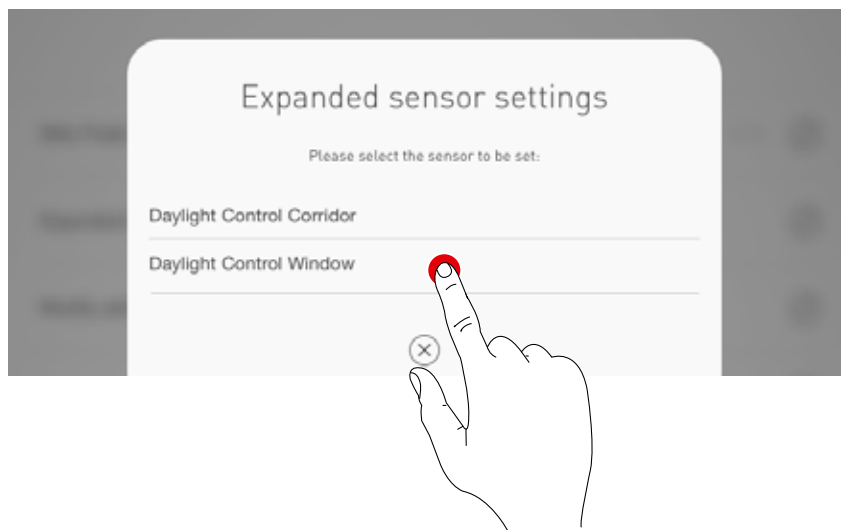 Expanded sensor settings
Please select the sensor to be set:
Daylight Control Corridor
Daylight Control Window